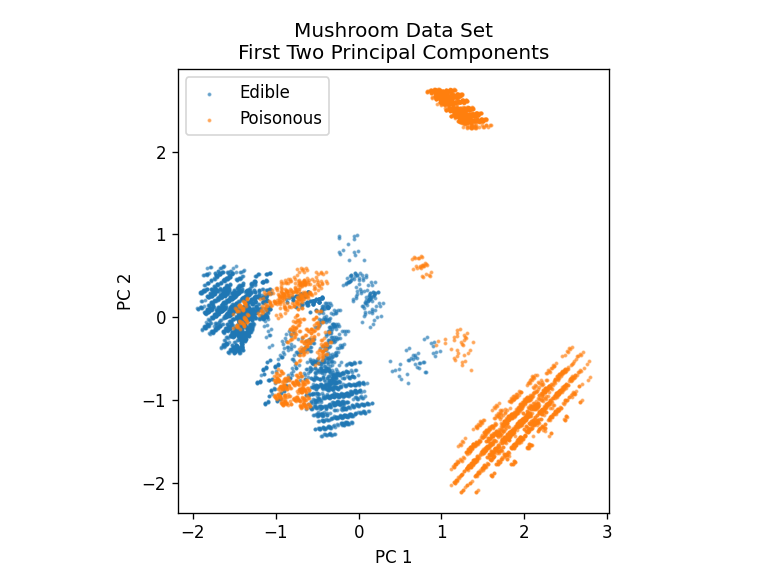 Mushroom Data Set
First Two Principal Components
Edible
Poisonous
2
1
0
−1
−2
PC 2
−2
−1
0
1
2
3
PC 1